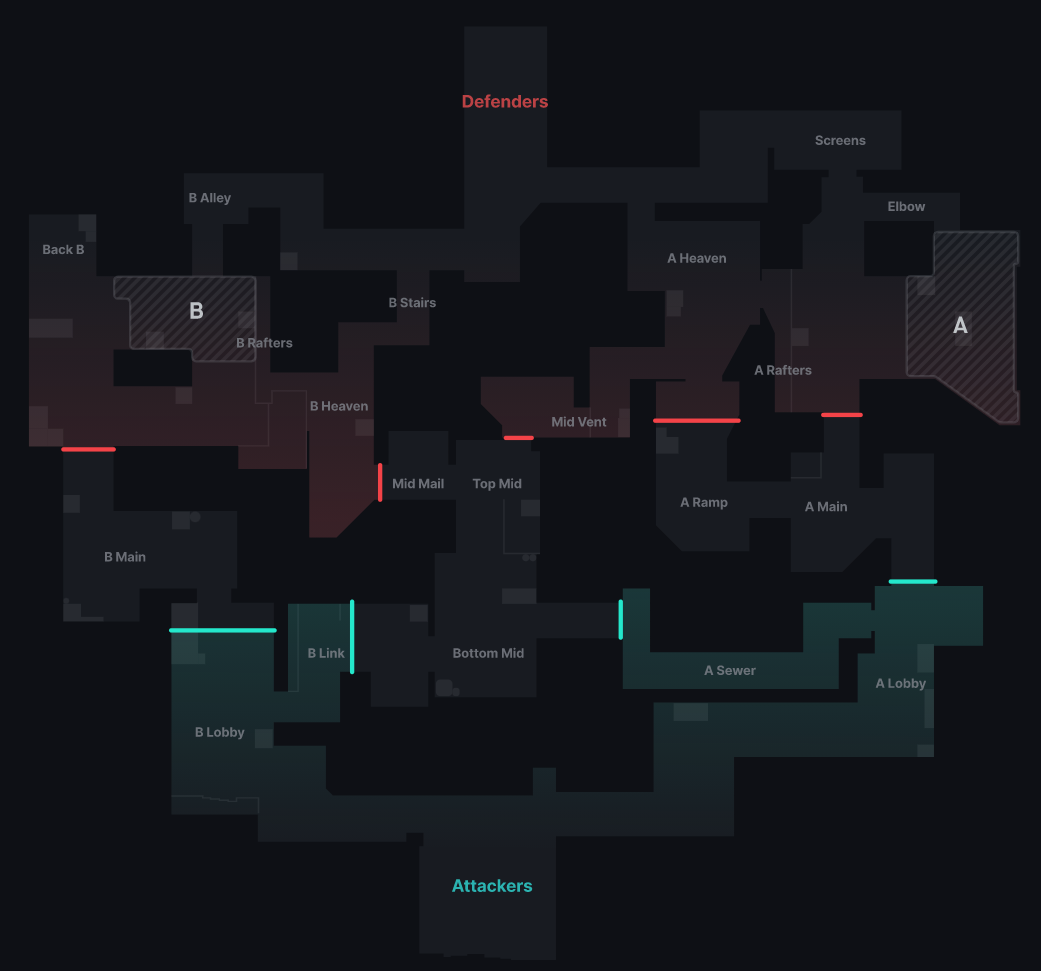 Defenders
Screens
B Alley
Elbow
Back B
A Heaven
B Stairs
B
A
B Rafters
A Rafters
B Heaven
Mid Vent
Mid Mail
Top Mid
A Ramp
A Main
B Main
B Link
Bottom Mid
A Sewer
A Lobby
B Lobby
Attackers